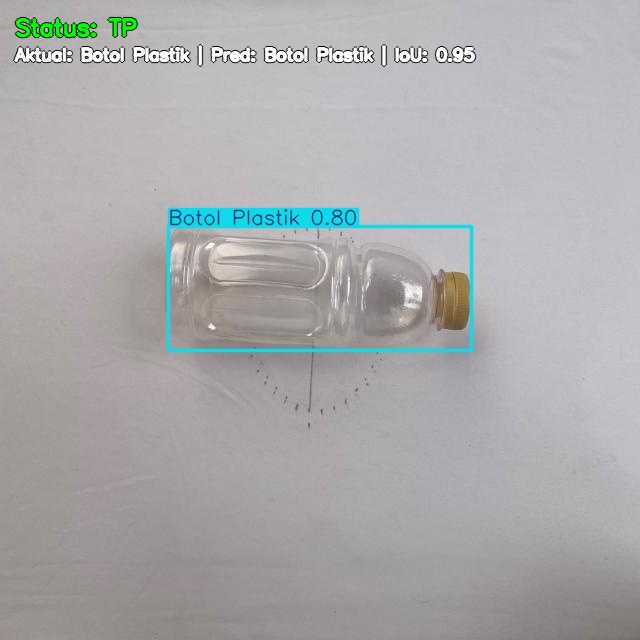 Status: TP
Aktual: Botol Plastik | Pred: Botol Plastik | IoU: 0.95
Botol Plastik 0.80